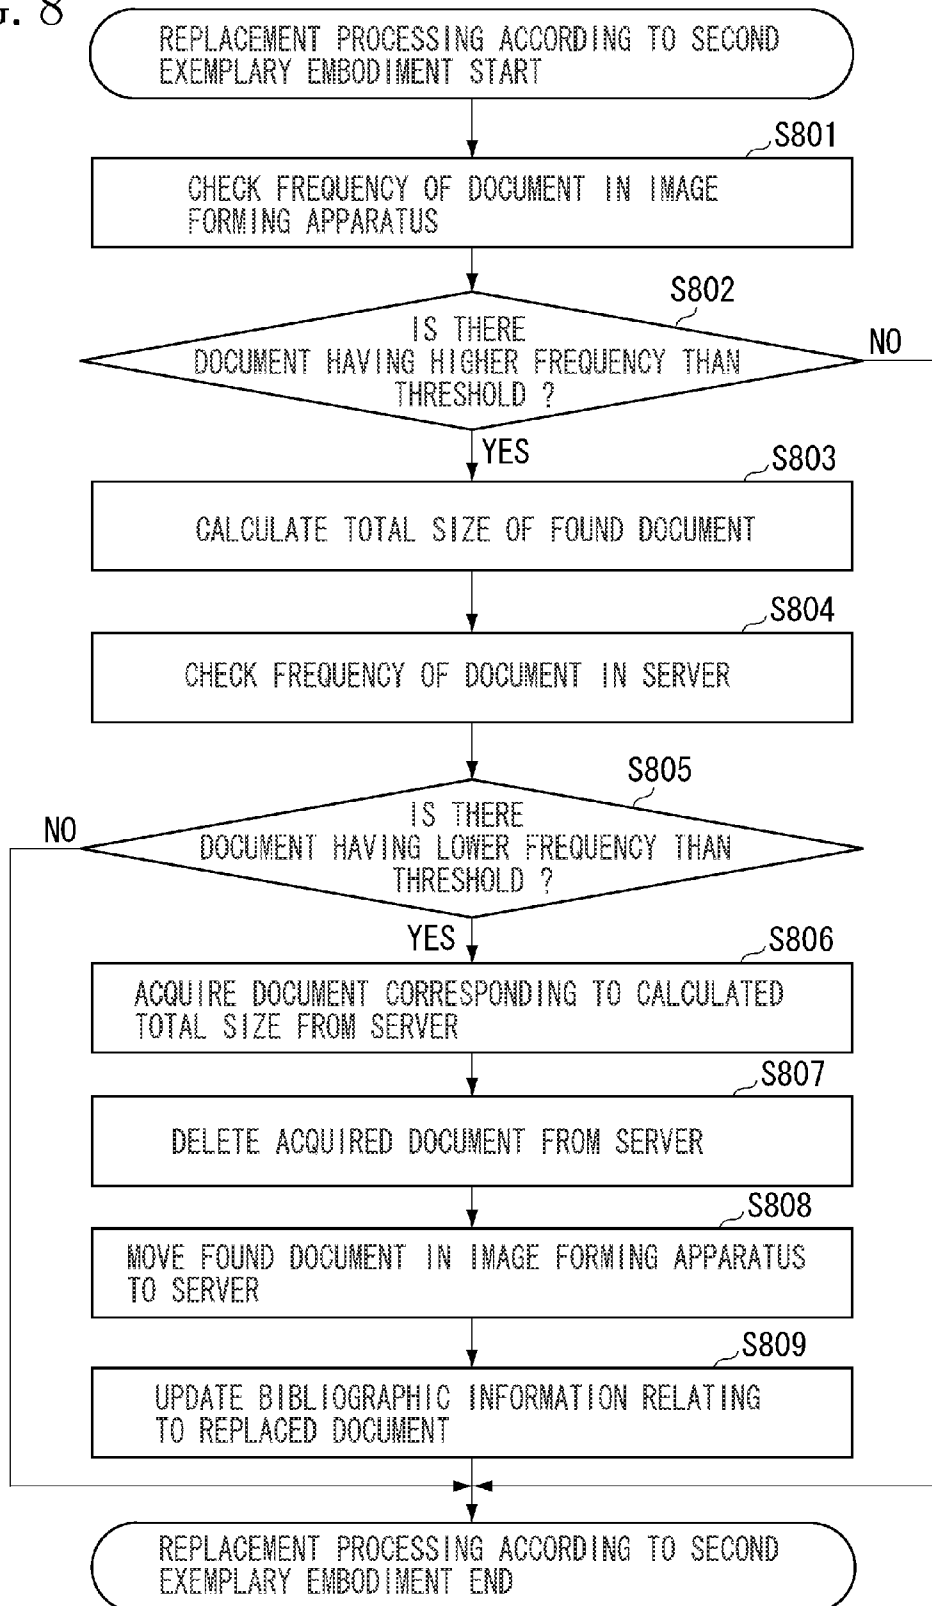 . 8
REPLACEMENT PROCESSING ACCORDING TO SECOND
EXEMPLARY EMBODIMENT START
S801
CHECK FREQUENCY OF DOCUMENT IN IMAGE
FORMING APPARATUS
S802
IS THERE
DOCUMENT HAVING HIGHER FREQUENCY THAN
THRESHOLD ?
NO
YES
S803
CALCULATE TOTAL SIZE OF FOUND DOCUMENT
S804
CHECK FREQUENCY OF DOCUMENT IN SERVER
S805
IS THERE
DOCUMENT HAVING LOWER FREQUENCY THAN
THRESHOLD ?
NO
YES
S806
ACQUIRE DOCUMENT CORRESPONDING TO CALCULATED
TOTAL SIZE FROM SERVER
S807
DELETE ACQUIRED DOCUMENT FROM SERVER
S808
MOVE FOUND DOCUMENT IN IMAGE FORMING APPARATUS
TO SERVER
S809
UPDATE BIBLIOGRAPHIC INFORMATION RELATING
TO REPLACED DOCUMENT
REPLACEMENT PROCESSING ACCORDING TO SECOND
EXEMPLARY EMBODIMENT END